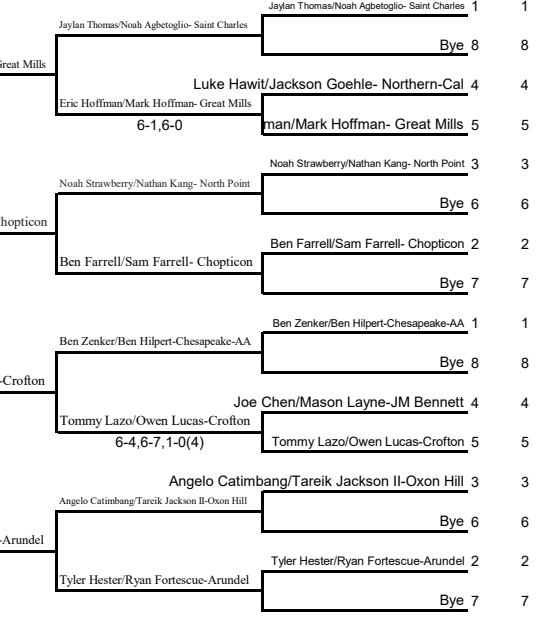 Jaylan Thomas/Noah Agbetoglio- Saint Charles 1 1
Jaylan Thomas/Noah Agbetoglio- Saint Charles
Bye 8 8
Great Mills
Luke Hawit/Jackson Goehle- Northern-Cal 4 4
Eric Hoffman/Mark Hoffman- Great Mills
6-1,6-0
man/Mark Hoffman- Great Mills 5 5
Noah Strawberry/Nathan Kang- North Point 3 3
Noah Strawberry/Nathan Kang- North Point
Bye 6 6
hopticon
Ben Farrell/Sam Farrell- Chopticon 2 2
Ben Farrell/Sam Farrell- Chopticon
Bye 7 7
Ben Zenker/Ben Hilpert-Chesapeake-AA 1 1
Ben Zenker/Ben Hilpert-Chesapeake-AA
Bye 8 8
-Crofton
Joe Chen/Mason Layne-JM Bennett 4 4
Tommy Lazo/Owen Lucas-Crofton
6-4,6-7,1-0(4)
Tommy Lazo/Owen Lucas-Crofton 5 5
Angelo Catimbang/Tareik Jackson II-Oxon Hill 3 3
Angelo Catimbang/Tareik Jackson II-Oxon Hill
Bye 6 6
-Arundel
Tyler Hester/Ryan Fortescue-Arundel 2 2
Tyler Hester/Ryan Fortescue-Arundel
Bye 7 7